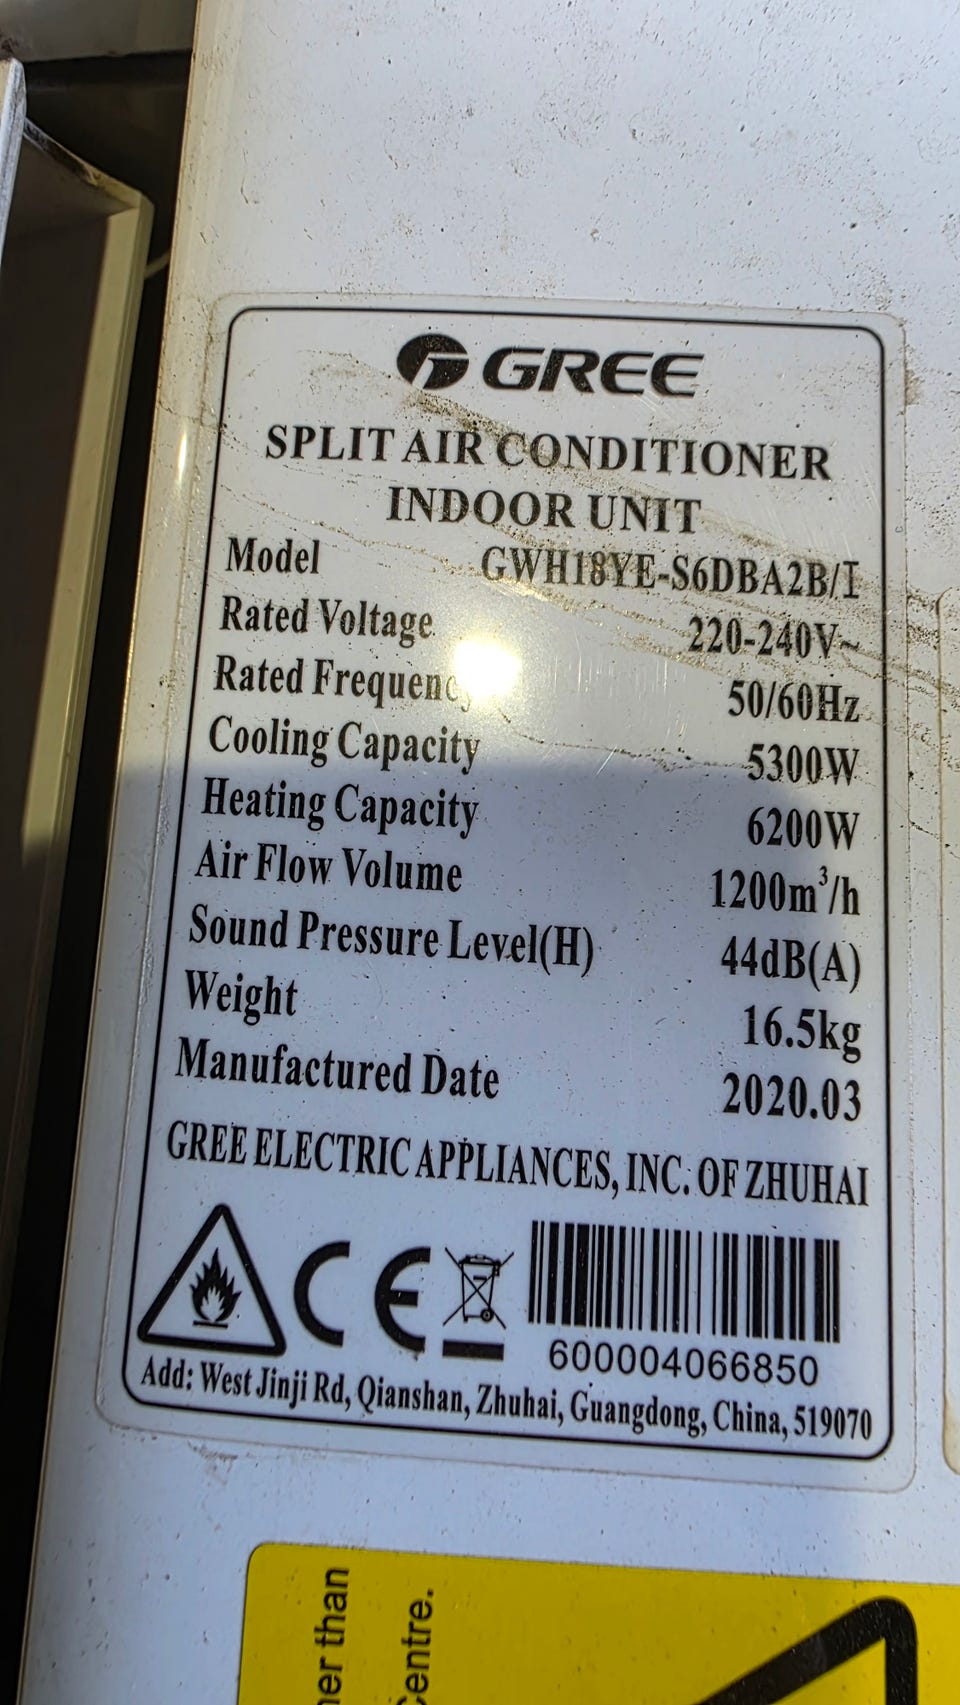 GREE
SPLIT AIR CONDITIONER
INDOOR UNIT
Model GWH18YE-S6DBA2B/I
Rated Voltage 220-240V~
Rated Frequency 50/60Hz
Cooling Capacity 5300W
Heating Capacity 6200W
Air Flow Volume 1200m³/h
Sound Pressure Level(H) 44dB(A)
Weight 16.5kg
Manufactured Date 2020.03
GREE ELECTRIC APPLIANCES, INC. OF ZHUHAI
CE
600004066850
Add: West Jinji Rd, Qianshan, Zhuhai, Guangdong, China, 519070
than
Centre.